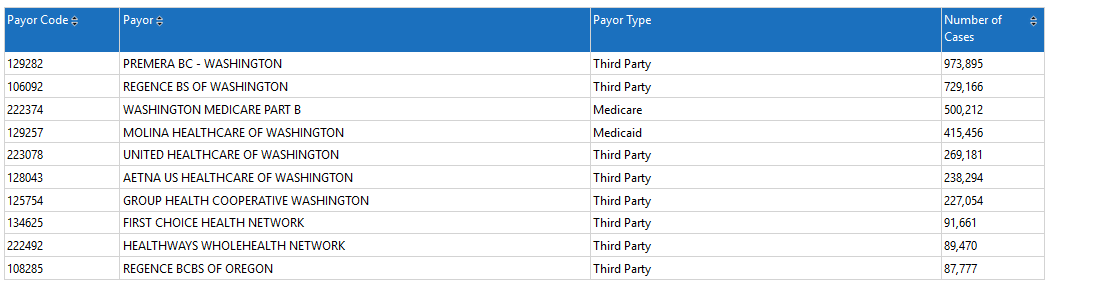 Payor Code Payor Payor Type Number of
Cases
129282 PREMERA BC - WASHINGTON Third Party 973,895
106092 REGENCE BS OF WASHINGTON Third Party 729,166
222374 WASHINGTON MEDICARE PART B Medicare 500,212
129257 MOLINA HEALTHCARE OF WASHINGTON Medicaid 415,456
223078 UNITED HEALTHCARE OF WASHINGTON Third Party 269,181
128043 AETNA US HEALTHCARE OF WASHINGTON Third Party 238,294
125754 GROUP HEALTH COOPERATIVE WASHINGTON Third Party 227,054
134625 FIRST CHOICE HEALTH NETWORK Third Party 91,661
222492 HEALTHWAYS WHOLEHEALTH NETWORK Third Party 89,470
108285 REGENCE BCBS OF OREGON Third Party 87,777